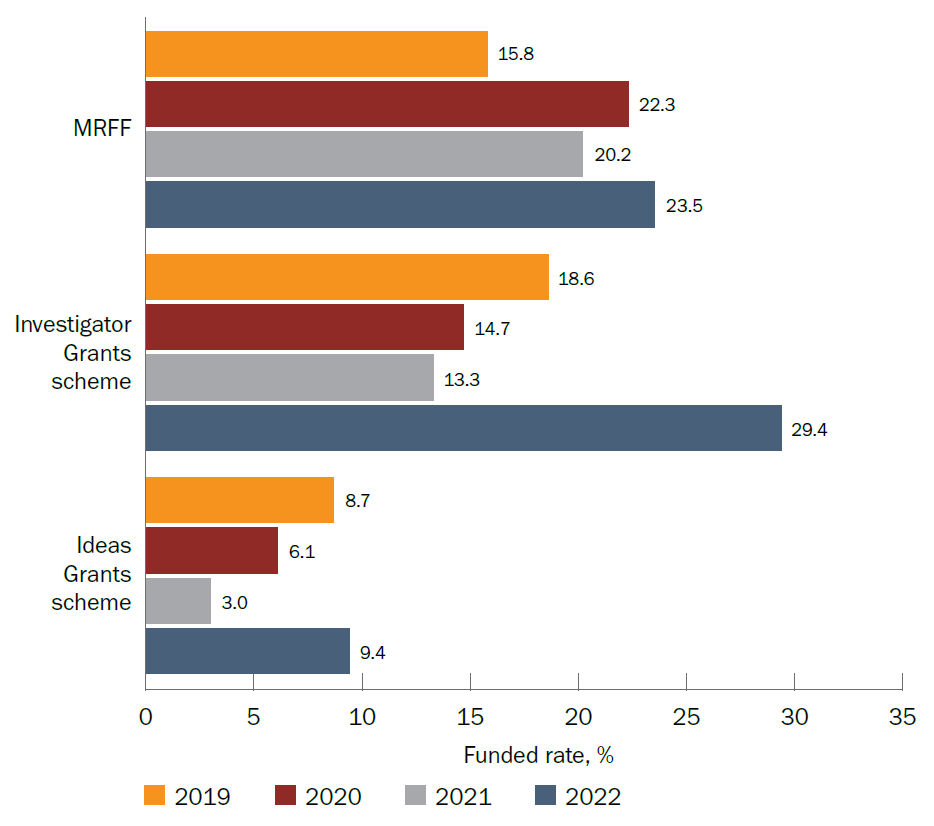 15.8
22.3
MRFF
20.2
23.5
18.6
Investigator
Grants
scheme
14.7
13.3
29.4
8.7
Ideas
Grants
scheme
6.1
3.0
9.4
0 5 10 15 20 25 30 35
Funded rate, %
2019 2020 2021 2022